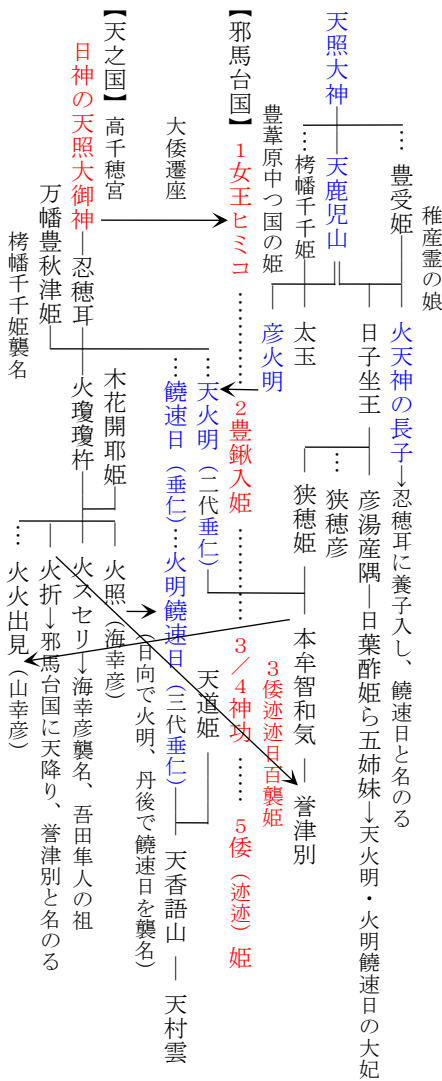 稚産霊の娘
…豊受姫―火天神の長子→忍穂耳に養子入し、饒速日と名のる
天照大神―天鹿児山
日子坐王―彦湯産隅―日葉酢姫ら五姉妹→天火明・火明饒速日の大妃
…狭穂彦
…栲幡千千姫―太玉
狭穂姫―本牟智和気―誉津別
豊葦原中つ国の姫
彦火明
3倭迹迹日百襲姫
【邪馬台国】1女王ヒミコ……………2豊鍬入姫……………3/4神功……5倭(迹迹)姫
…天火明(二代垂仁)
天道姫
大倭遷座
…饒速日(垂仁)…火明饒速日(三代垂仁)―天香語山―天村雲
(日向で火明、丹後で饒速日を襲名)
【天之国】高千穂宮
木花開耶姫
火照(海幸彦)
日神の天照大御神―忍穂耳―火瓊瓊杵―火スセリ→海幸彦襲名、吾田隼人の祖
万幡豊秋津姫
火折→邪馬台国に天降り、誉津別と名のる
栲幡千千姫襲名
…火火出見(山幸彦)